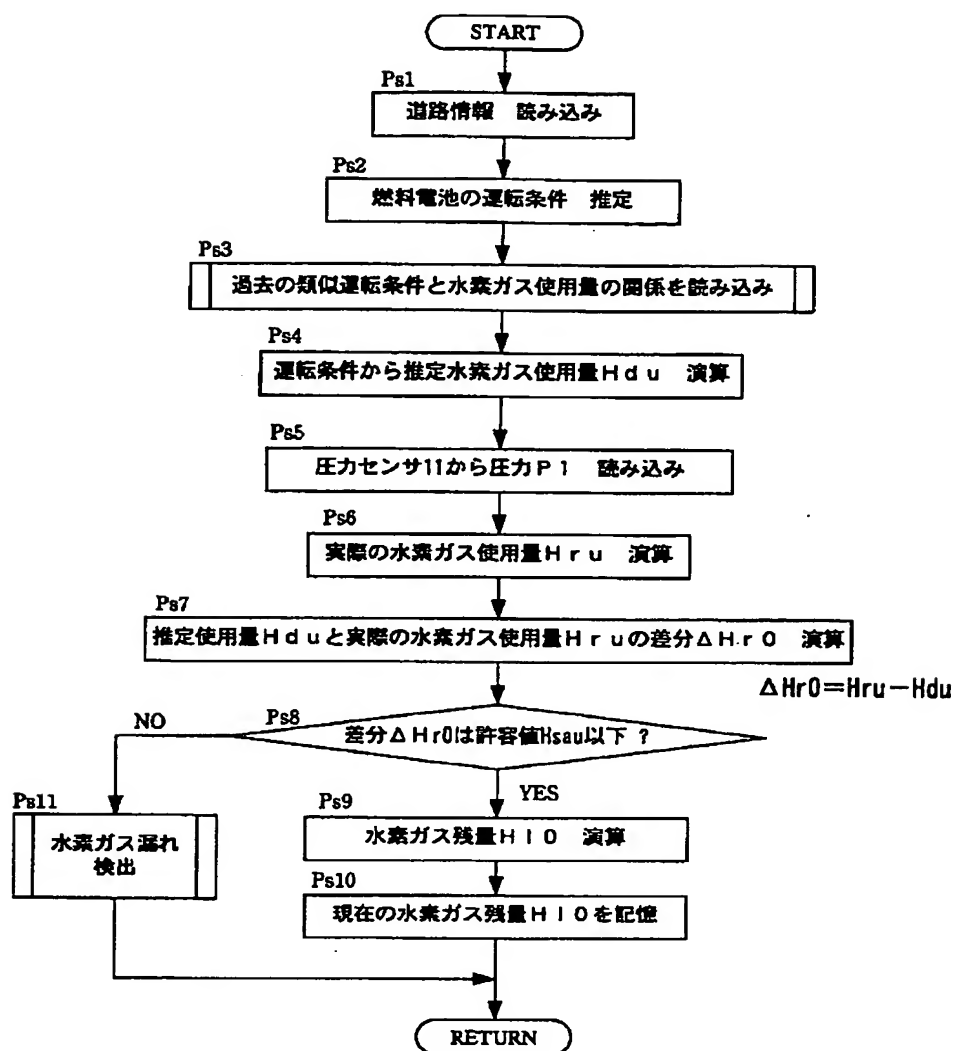 START
Ps1
道路情報 読み込み
Ps2
燃料電池の運転条件 推定
Ps3
過去の類似運転条件と水素ガス使用量の関係を読み込み
Ps4
運転条件から推定水素ガス使用量Hdu 演算
Ps5
圧力センサ11から圧力P1 読み込み
Ps6
実際の水素ガス使用量Hru 演算
Ps7
推定使用量Hduと実際の水素ガス使用量Hruの差分ΔHr0 演算
ΔHr0=Hru−Hdu
Ps8
NO
差分ΔHr0は許容値Hsau以下 ?
YES
Ps11
水素ガス漏れ
検出
Ps9
水素ガス残量Hl0 演算
Ps10
現在の水素ガス残量Hl0を記憶
RETURN